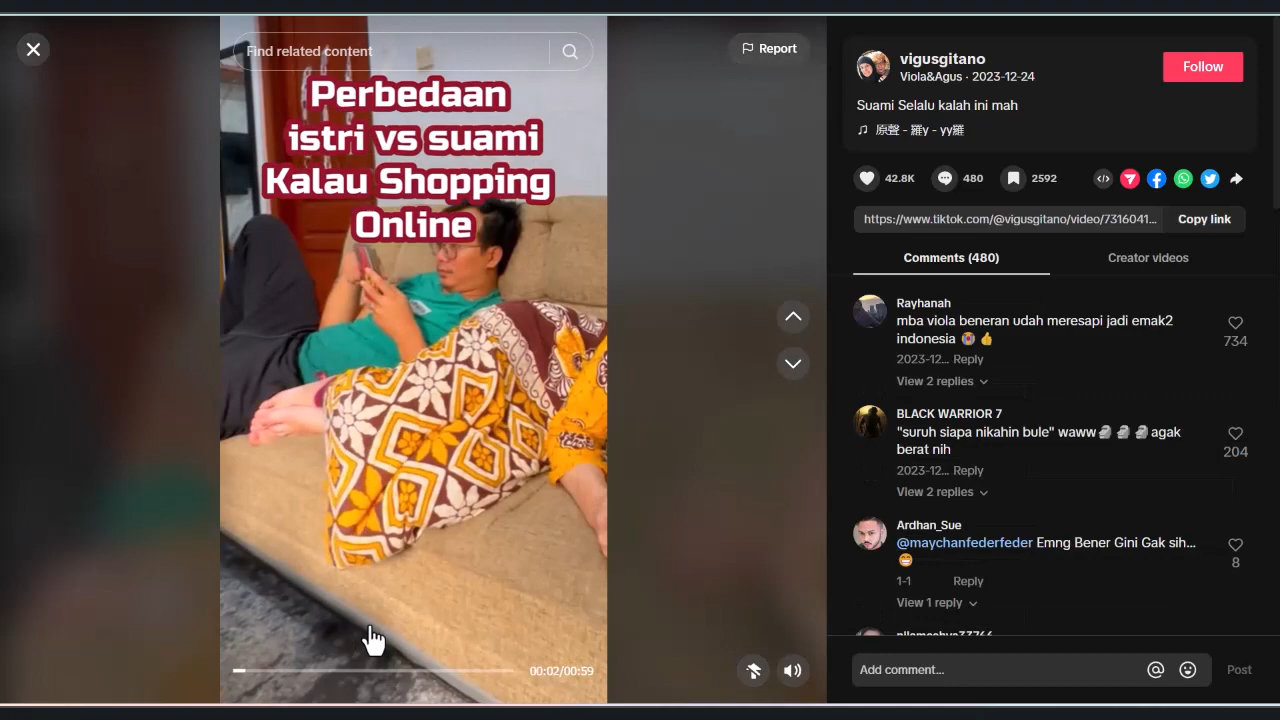 Find related content
Report
Perbedaan
istri vs suami
Kalau Shopping
Online
00:02/00:59
vigusgitano
Viola&Agus · 2023-12-24
Follow
Suami Selalu kalah ini mah
原聲 - 羅y - yy羅
42.8K
480
2592
https://www.tiktok.com/@vigusgitano/video/7316041...
Copy link
Comments (480)
Creator videos
Rayhanah
mba viola beneran udah meresapi jadi emak2
indonesia
734
2023-12... Reply
View 2 replies
BLACK WARRIOR 7
"suruh siapa nikahin bule" waww🗿🗿🗿agak
berat nih
204
2023-12... Reply
View 2 replies
Ardhan_Sue
@maychanfederfeder Emng Bener Gini Gak sih...
😁
8
1-1 Reply
View 1 reply
Add comment...
Post